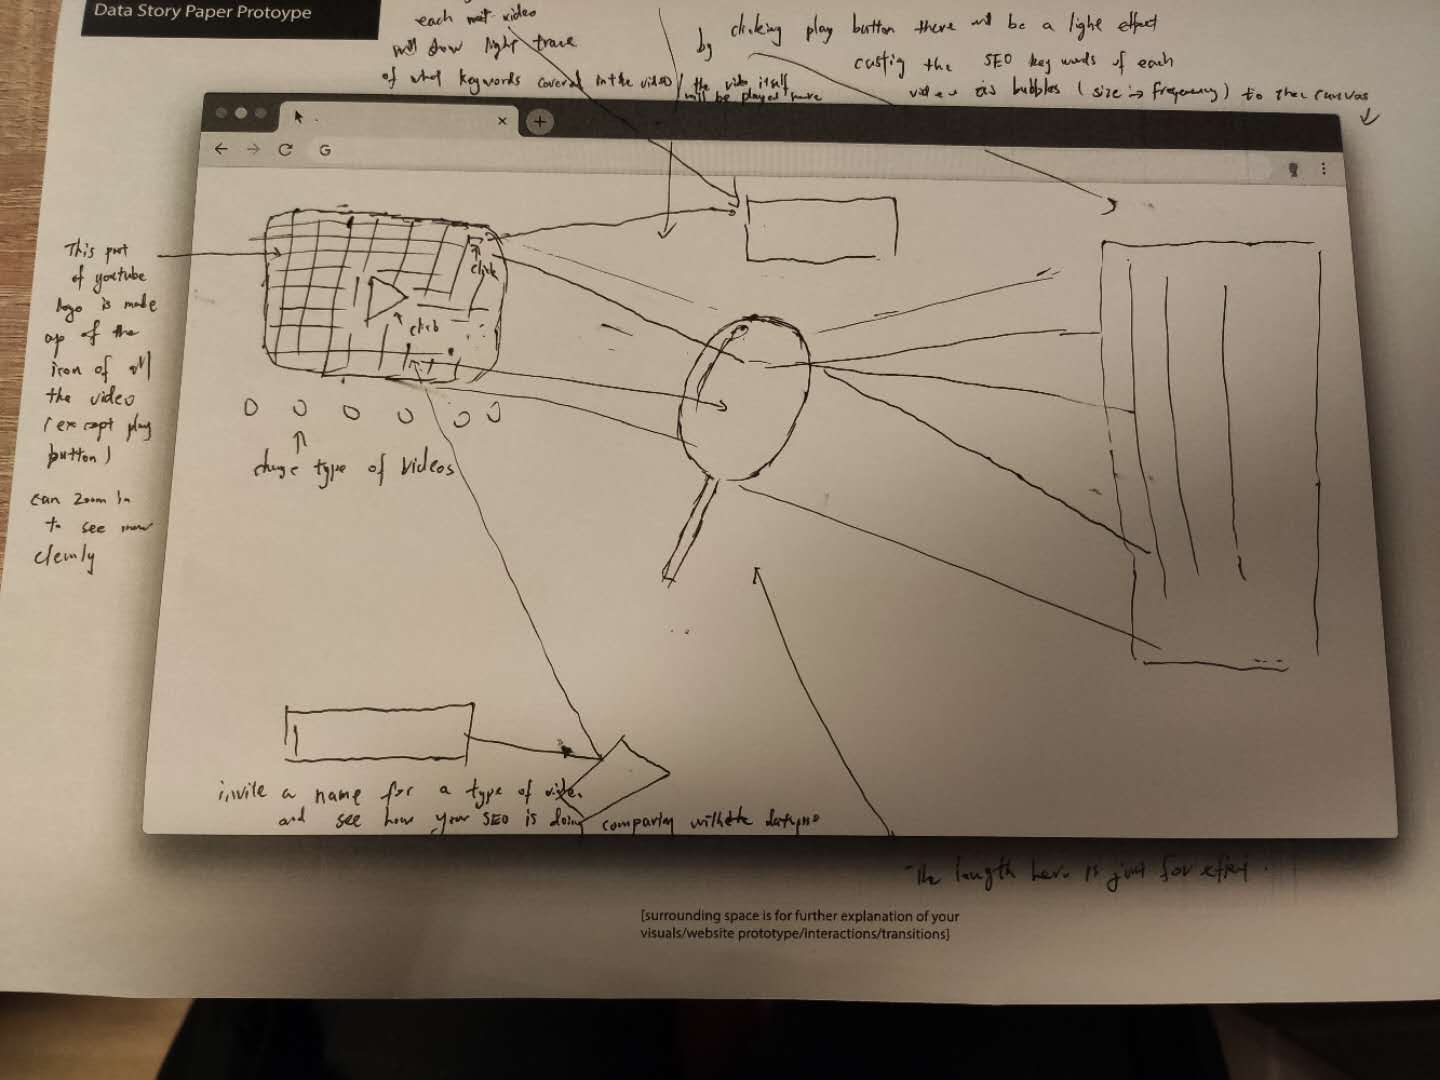 Data Story Paper Protoype
each video
will show light trace
of what keywords covered in the video
the video itself
will be played here
by clicking play button there will be a light effect
casting the SEO key words of each
video as bubbles (size => frequency) to the canvas
G
This part
of youtube
logo is made
up of the
icon of all
the video
(except play
button)
can zoom in
to see more
clearly
click
click
change type of videos
a name for a type of video
and see how your SEO is doing comparing with the
The length here is just for effect.
[surrounding space is for further explanation of your
visuals/website prototype/interactions/transitions]